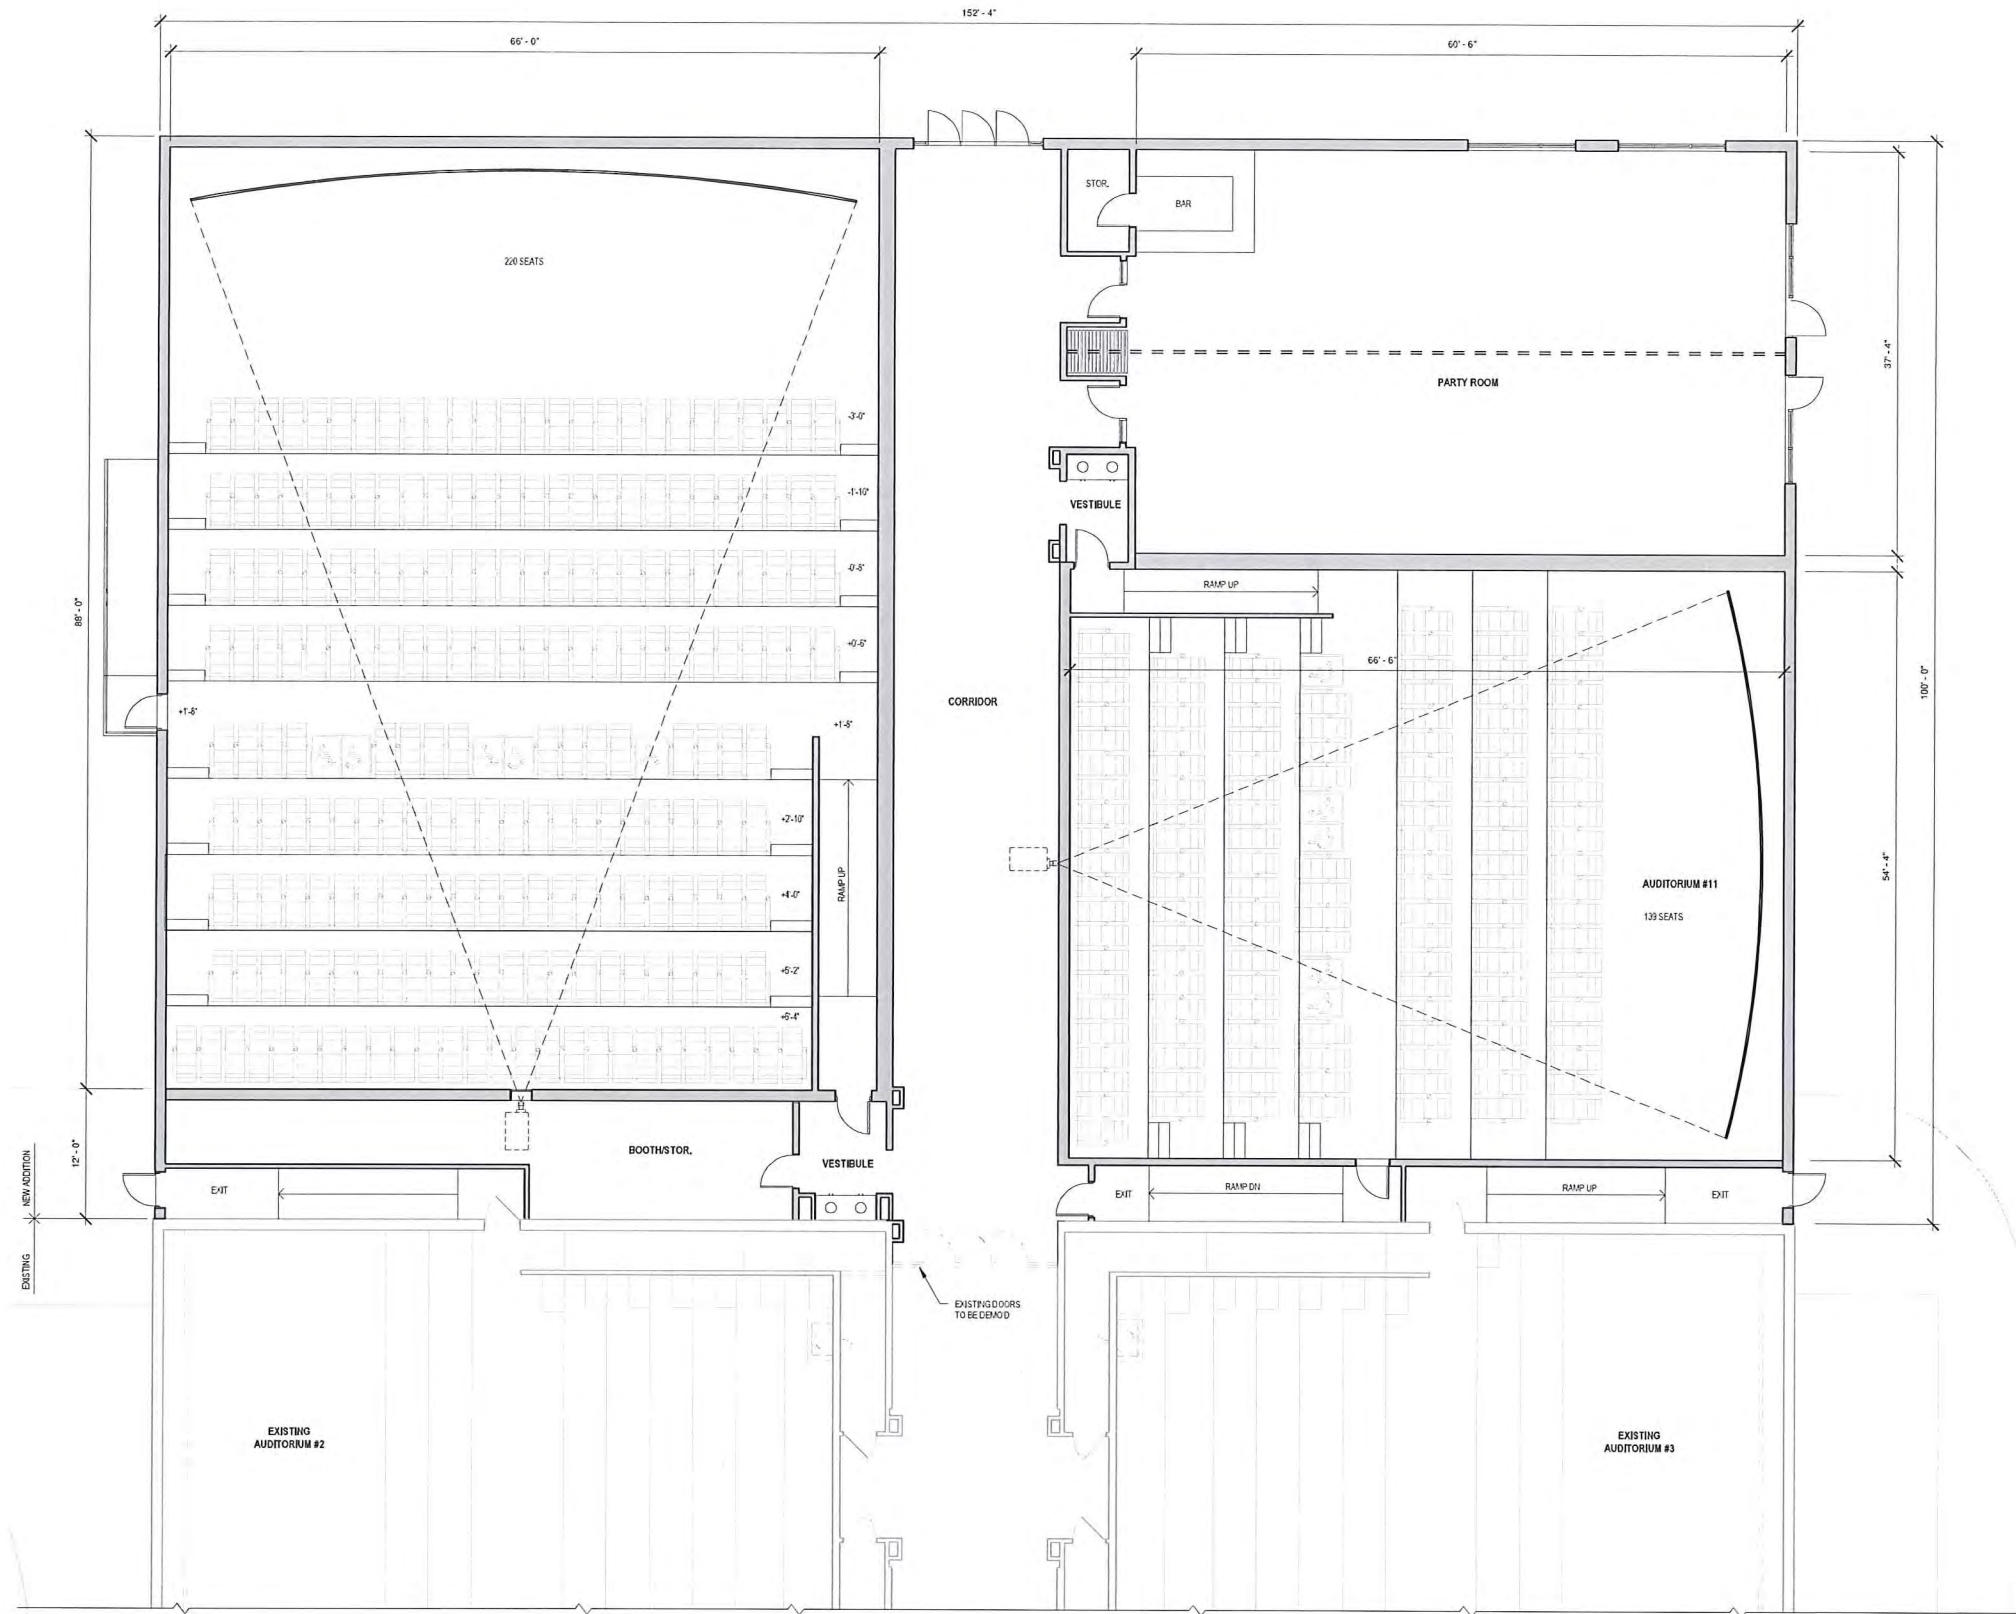 152' - 4"
66' - 0"
60' - 6"
STOR.
BAR
220 SEATS
37' - 4"
PARTY ROOM
-3'-0"
-1'-10"
VESTIBULE
-0'-8"
RAMP UP
88' - 0"
+0'-6"
66' - 6"
100' - 0"
CORRIDOR
+1'-8"
+1'-8"
+2'-10"
RAMP UP
54' - 4"
AUDITORIUM #11
+4'-0"
139 SEATS
+5'-2"
+6'-4"
12' - 0"
NEW ADDITION
BOOTH/STOR.
VESTIBULE
EXIT
EXIT
RAMP DN
RAMP UP
EXIT
EXISTING
EXISTING DOORS
TO BE DEMO'D
EXISTING
AUDITORIUM #2
EXISTING
AUDITORIUM #3